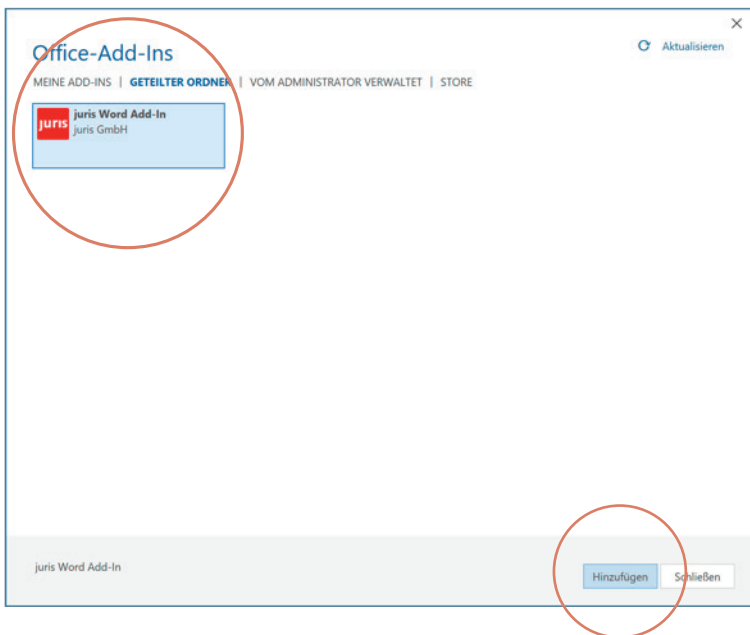 Office-Add-Ins
Aktualisieren
MEINE ADD-INS | GETEILTER ORDNER | VOM ADMINISTRATOR VERWALTET | STORE
juris
juris Word Add-In
juris GmbH
juris Word Add-In
Hinzufügen
Schließen